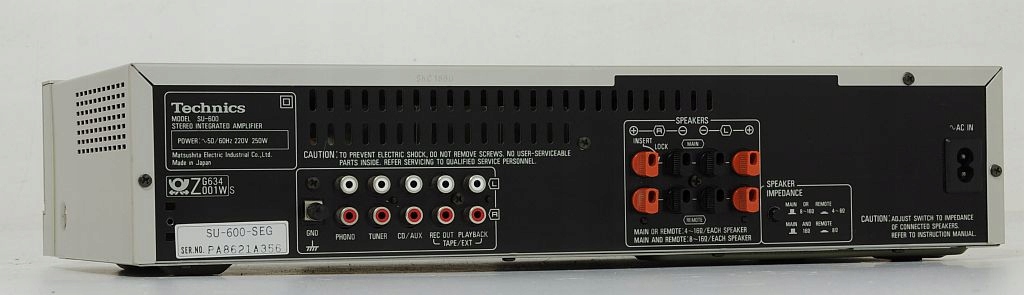 Technics
MODEL SU-600
STEREO INTEGRATED AMPLIFIER
POWER: ∿50/60Hz 220V 250W
Matsushita Electric Industrial Co., Ltd.
Made in Japan
Z G634
001W S
SU-600-SEG
SER.NO. PA8621A356
CAUTION: TO PREVENT ELECTRIC SHOCK, DO NOT REMOVE SCREWS. NO USER-SERVICEABLE
PARTS INSIDE. REFER SERVICING TO QUALIFIED SERVICE PERSONNEL.
L
R
GND
PHONO
TUNER
CD/AUX
REC OUT PLAYBACK
TAPE/EXT
SPEAKERS
+ R − − L +
INSERT
LOCK
MAIN
REMOTE
MAIN OR REMOTE: 4~16Ω/EACH SPEAKER
MAIN AND REMOTE: 8~16Ω/EACH SPEAKER
SPEAKER
IMPEDANCE
MAIN OR REMOTE
8~16Ω 4~6Ω
MAIN AND REMOTE
16Ω 8Ω
∿AC IN
CAUTION: ADJUST SWITCH TO IMPEDANCE
OF CONNECTED SPEAKERS.
REFER TO INSTRUCTION MANUAL.